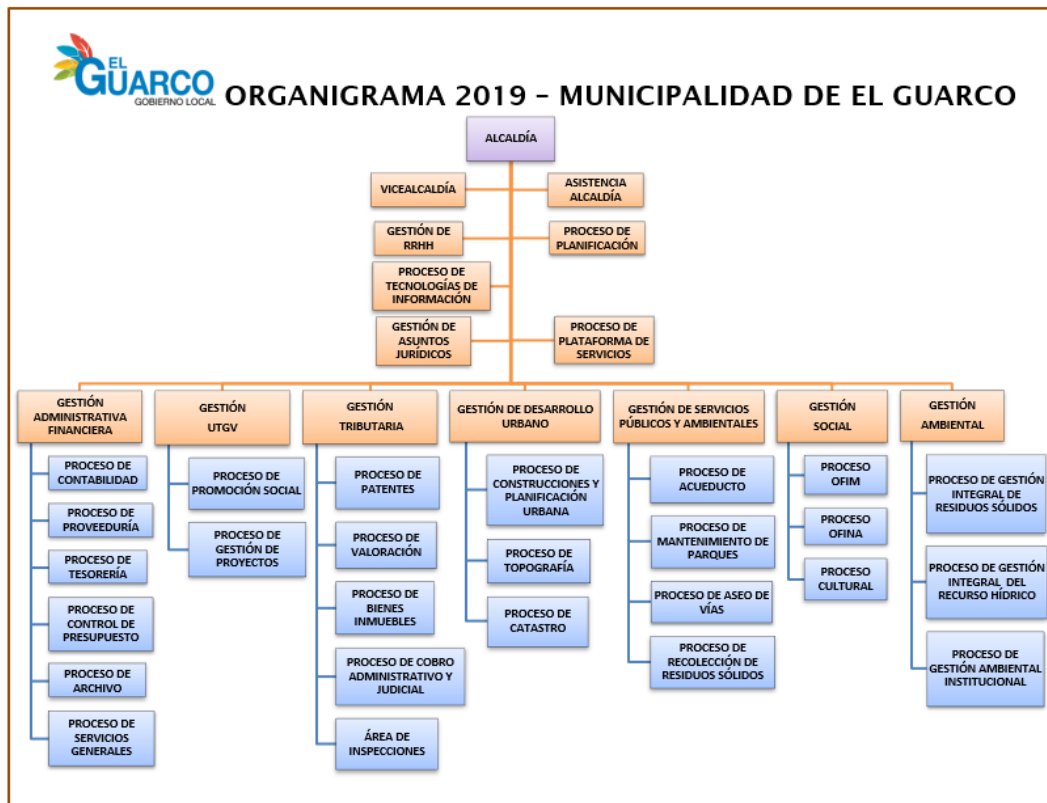 EL
GUARCO
GOBIERNO LOCAL
ORGANIGRAMA 2019 – MUNICIPALIDAD DE EL GUARCO
ALCALDÍA
VICEALCALDÍA
ASISTENCIA
ALCALDÍA
GESTIÓN DE
RRHH
PROCESO DE
PLANIFICACIÓN
PROCESO DE
TECNOLOGÍAS DE
INFORMACIÓN
GESTIÓN DE
ASUNTOS
JURÍDICOS
PROCESO DE
PLATAFORMA DE
SERVICIOS
GESTIÓN
ADMINISTRATIVA
FINANCIERA
PROCESO DE
CONTABILIDAD
PROCESO DE
PROVEEDURÍA
PROCESO DE
TESORERÍA
PROCESO DE
CONTROL DE
PRESUPUESTO
PROCESO DE
ARCHIVO
PROCESO DE
SERVICIOS
GENERALES
GESTIÓN
UTGV
PROCESO DE
PROMOCIÓN SOCIAL
PROCESO DE
GESTIÓN DE
PROYECTOS
GESTIÓN
TRIBUTARIA
PROCESO DE
PATENTES
PROCESO DE
VALORACIÓN
PROCESO DE
BIENES
INMUEBLES
PROCESO DE COBRO
ADMINISTRATIVO Y
JUDICIAL
ÁREA DE
INSPECCIONES
GESTIÓN DE DESARROLLO
URBANO
PROCESO DE
CONSTRUCCIONES Y
PLANIFICACIÓN
URBANA
PROCESO DE
TOPOGRAFÍA
PROCESO DE
CATASTRO
GESTIÓN DE SERVICIOS
PÚBLICOS Y AMBIENTALES
PROCESO DE
ACUEDUCTO
PROCESO DE
MANTENIMIENTO DE
PARQUES
PROCESO DE ASEO DE
VÍAS
PROCESO DE
RECOLECCIÓN DE
RESIDUOS SÓLIDOS
GESTIÓN
SOCIAL
PROCESO
OFIM
PROCESO
OFINA
PROCESO
CULTURAL
GESTIÓN
AMBIENTAL
PROCESO DE GESTIÓN
INTEGRAL DE
RESIDUOS SÓLIDOS
PROCESO DE GESTIÓN
INTEGRAL DEL
RECURSO HÍDRICO
PROCESO DE
GESTIÓN AMBIENTAL
INSTITUCIONAL